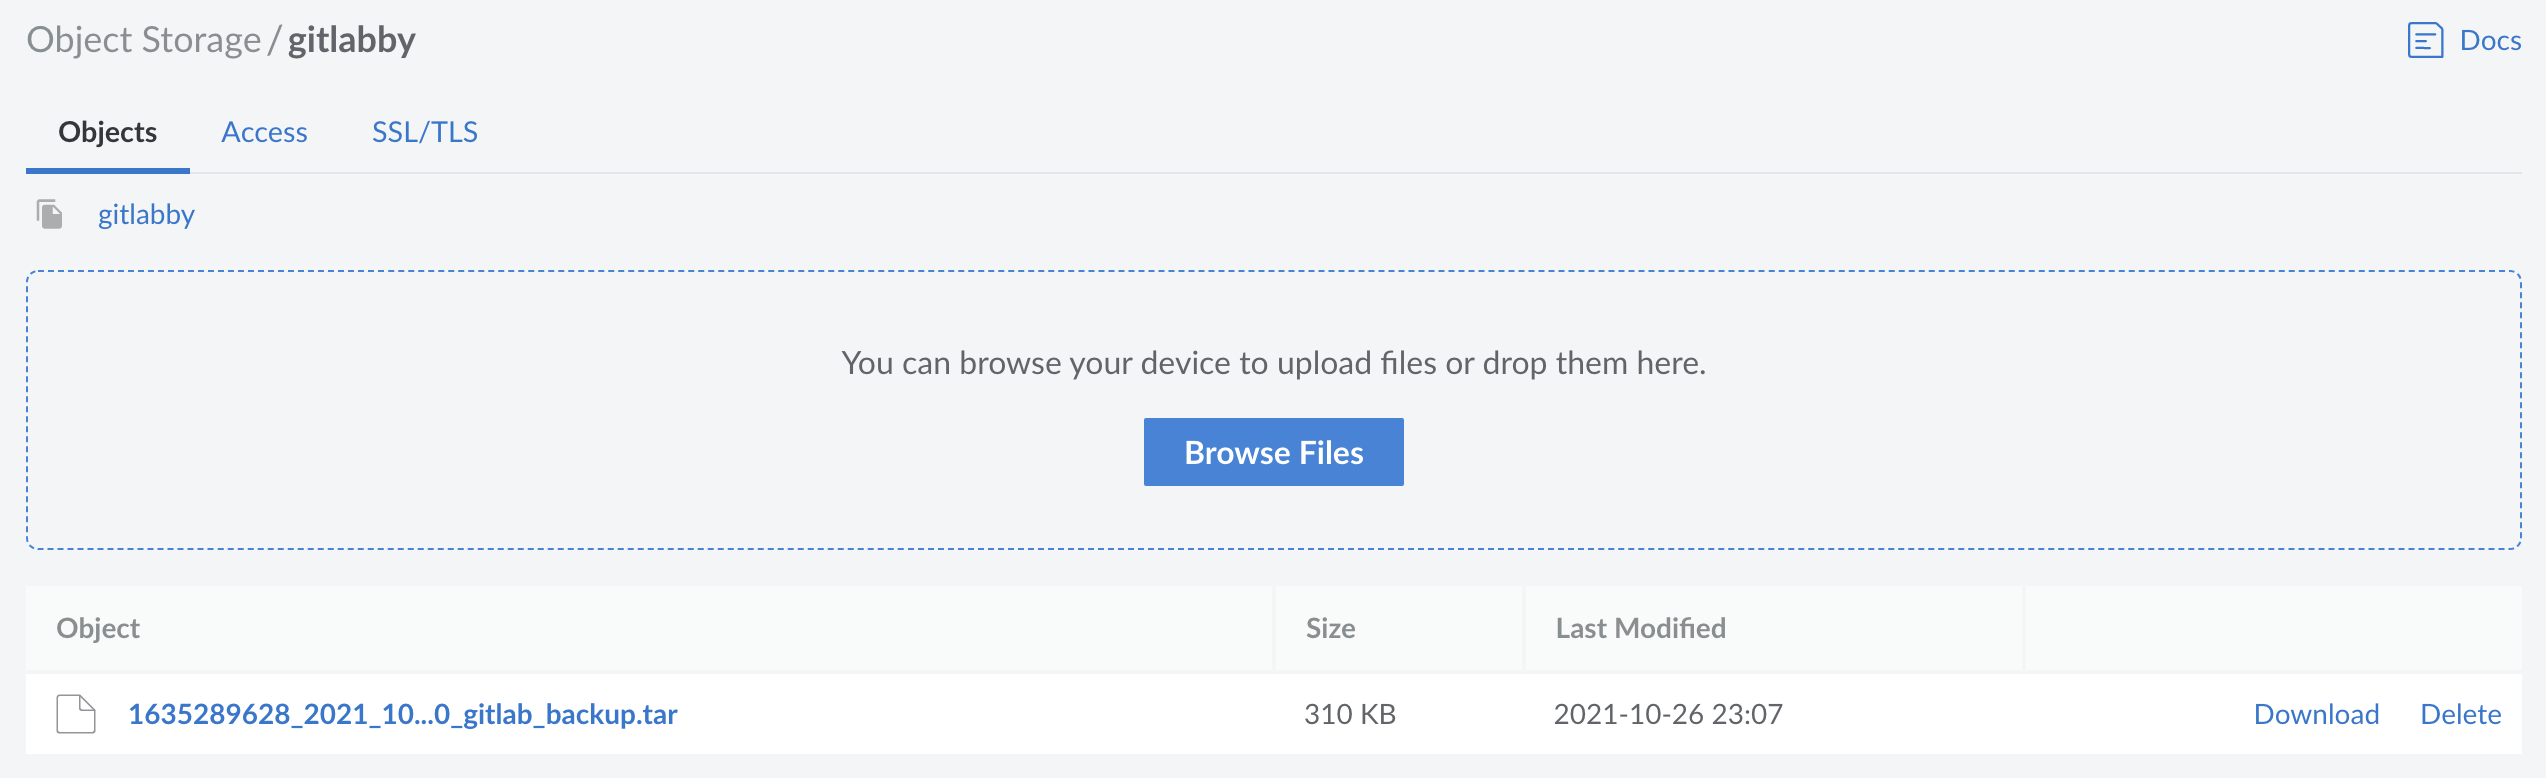 Object Storage / gitlabby
Docs
Objects Access SSL/TLS
gitlabby
You can browse your device to upload files or drop them here.
Browse Files
Object Size Last Modified
1635289628_2021_10...0_gitlab_backup.tar 310 KB 2021-10-26 23:07 Download Delete